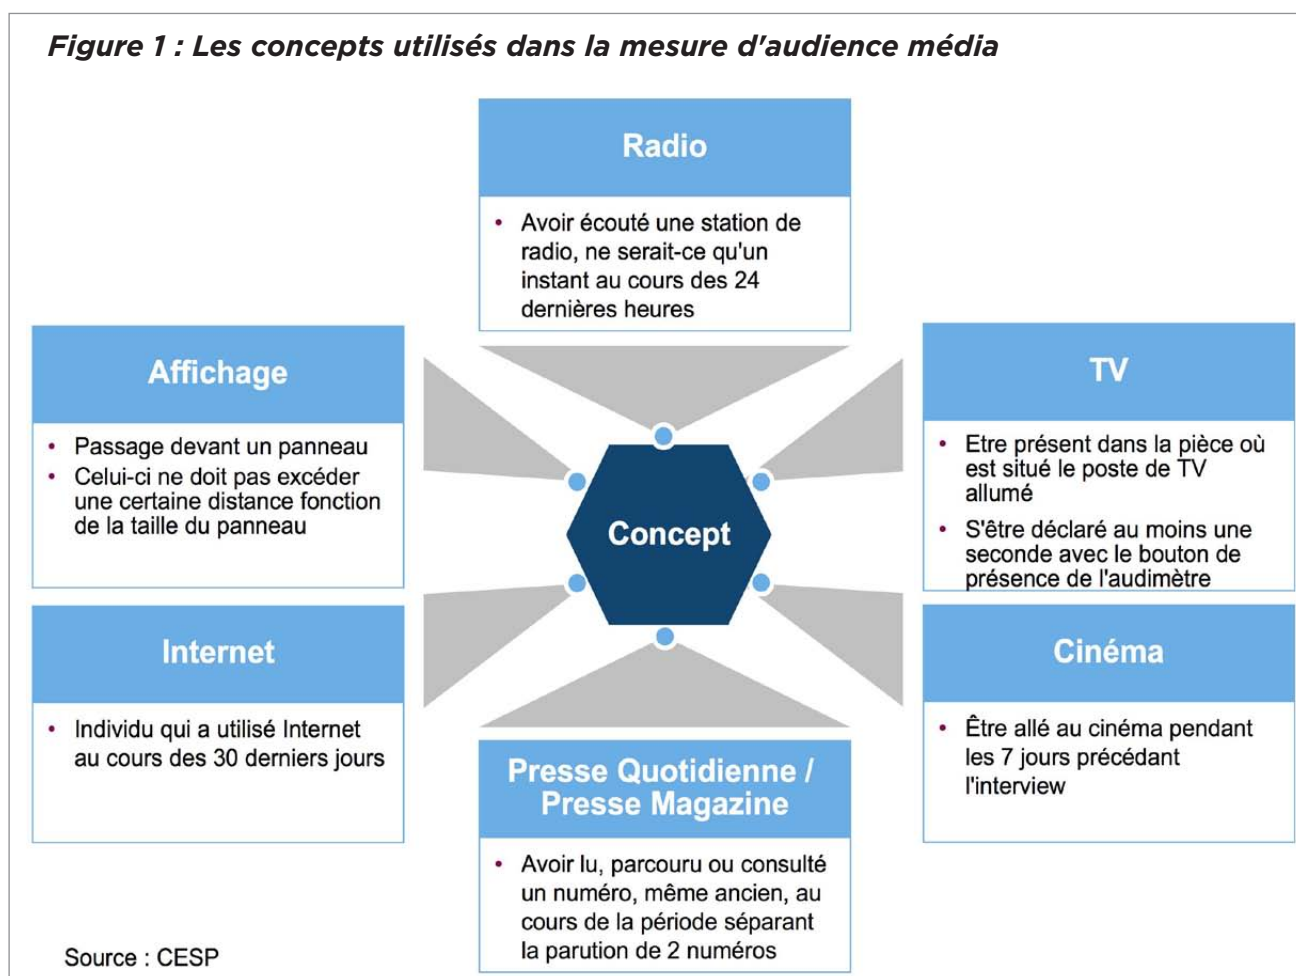 Figure 1 : Les concepts utilisés dans la mesure d'audience média
Radio
• Avoir écouté une station de
radio, ne serait-ce qu'un
instant au cours des 24
dernières heures
Affichage
• Passage devant un panneau
• Celui-ci ne doit pas excéder
une certaine distance fonction
de la taille du panneau
TV
• Etre présent dans la pièce où
est situé le poste de TV
allumé
• S'être déclaré au moins une
seconde avec le bouton de
présence de l'audimètre
Concept
Internet
• Individu qui a utilisé Internet
au cours des 30 derniers jours
Cinéma
• Être allé au cinéma pendant
les 7 jours précédant
l'interview
Presse Quotidienne /
Presse Magazine
• Avoir lu, parcouru ou consulté
un numéro, même ancien, au
cours de la période séparant
la parution de 2 numéros
Source : CESP